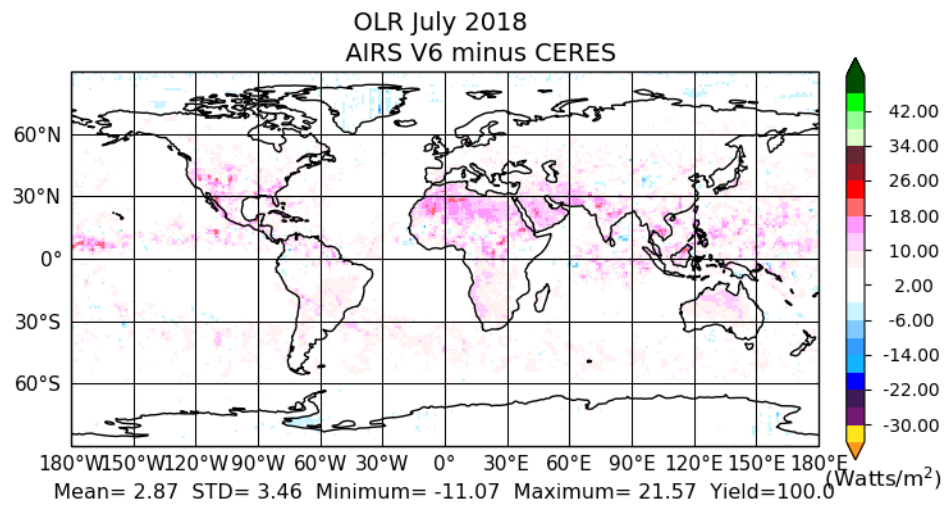 OLR July 2018
AIRS V6 minus CERES
60°N
30°N
0°
30°S
60°S
180°W 150°W 120°W 90°W 60°W 30°W 0° 30°E 60°E 90°E 120°E 150°E 180°E
42.00
34.00
26.00
18.00
10.00
2.00
-6.00
-14.00
-22.00
-30.00
(Watts/m²)
Mean= 2.87 STD= 3.46 Minimum= -11.07 Maximum= 21.57 Yield=100.0